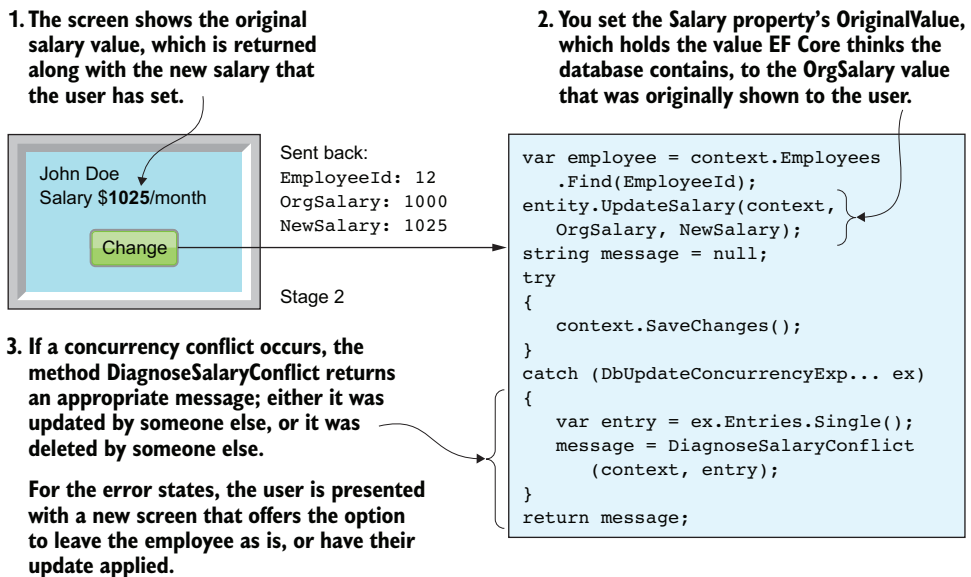 1. The screen shows the original
salary value, which is returned
along with the new salary that
the user has set.
2. You set the Salary property's OriginalValue,
which holds the value EF Core thinks the
database contains, to the OrgSalary value
that was originally shown to the user.
John Doe
Salary $1025/month
Change
Sent back:
EmployeeId: 12
OrgSalary: 1000
NewSalary: 1025
Stage 2
var employee = context.Employees
.Find(EmployeeId);
entity.UpdateSalary(context,
OrgSalary, NewSalary);
string message = null;
try
{
context.SaveChanges();
}
catch (DbUpdateConcurrencyExp... ex)
{
var entry = ex.Entries.Single();
message = DiagnoseSalaryConflict
(context, entry);
}
return message;
3. If a concurrency conflict occurs, the
method DiagnoseSalaryConflict returns
an appropriate message; either it was
updated by someone else, or it was
deleted by someone else.
For the error states, the user is presented
with a new screen that offers the option
to leave the employee as is, or have their
update applied.